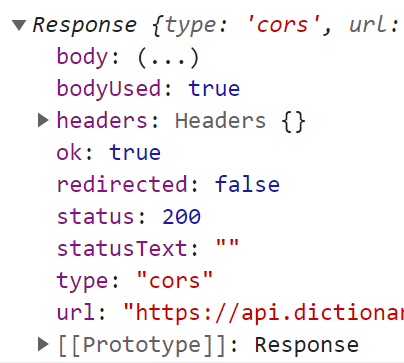 Response {type: 'cors', url:
body: (...)
bodyUsed: true
headers: Headers {}
ok: true
redirected: false
status: 200
statusText: ""
type: "cors"
url: "https://api.dictionar
[[Prototype]]: Response